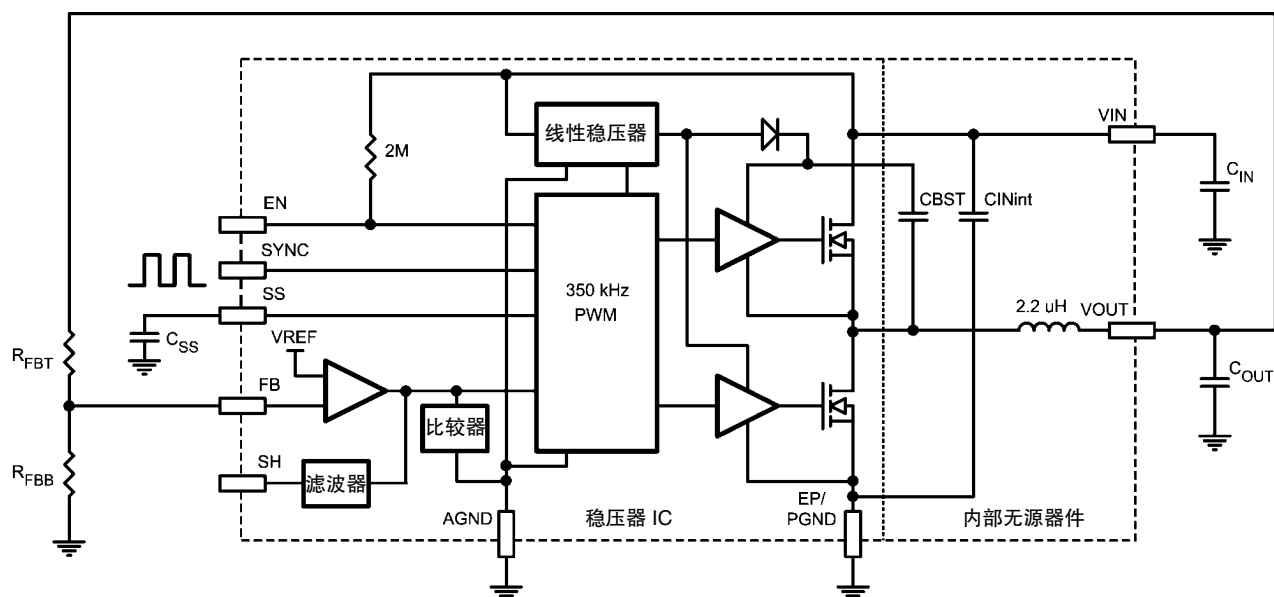 线性稳压器
VIN
2M
CIN
EN
CBST
CINint
SYNC
350 kHz
PWM
SS
2.2 uH
VOUT
CSS
VREF
RFBT
COUT
FB
比较器
SH
滤波器
RFBB
AGND
稳压器 IC
EP/
PGND
内部无源器件